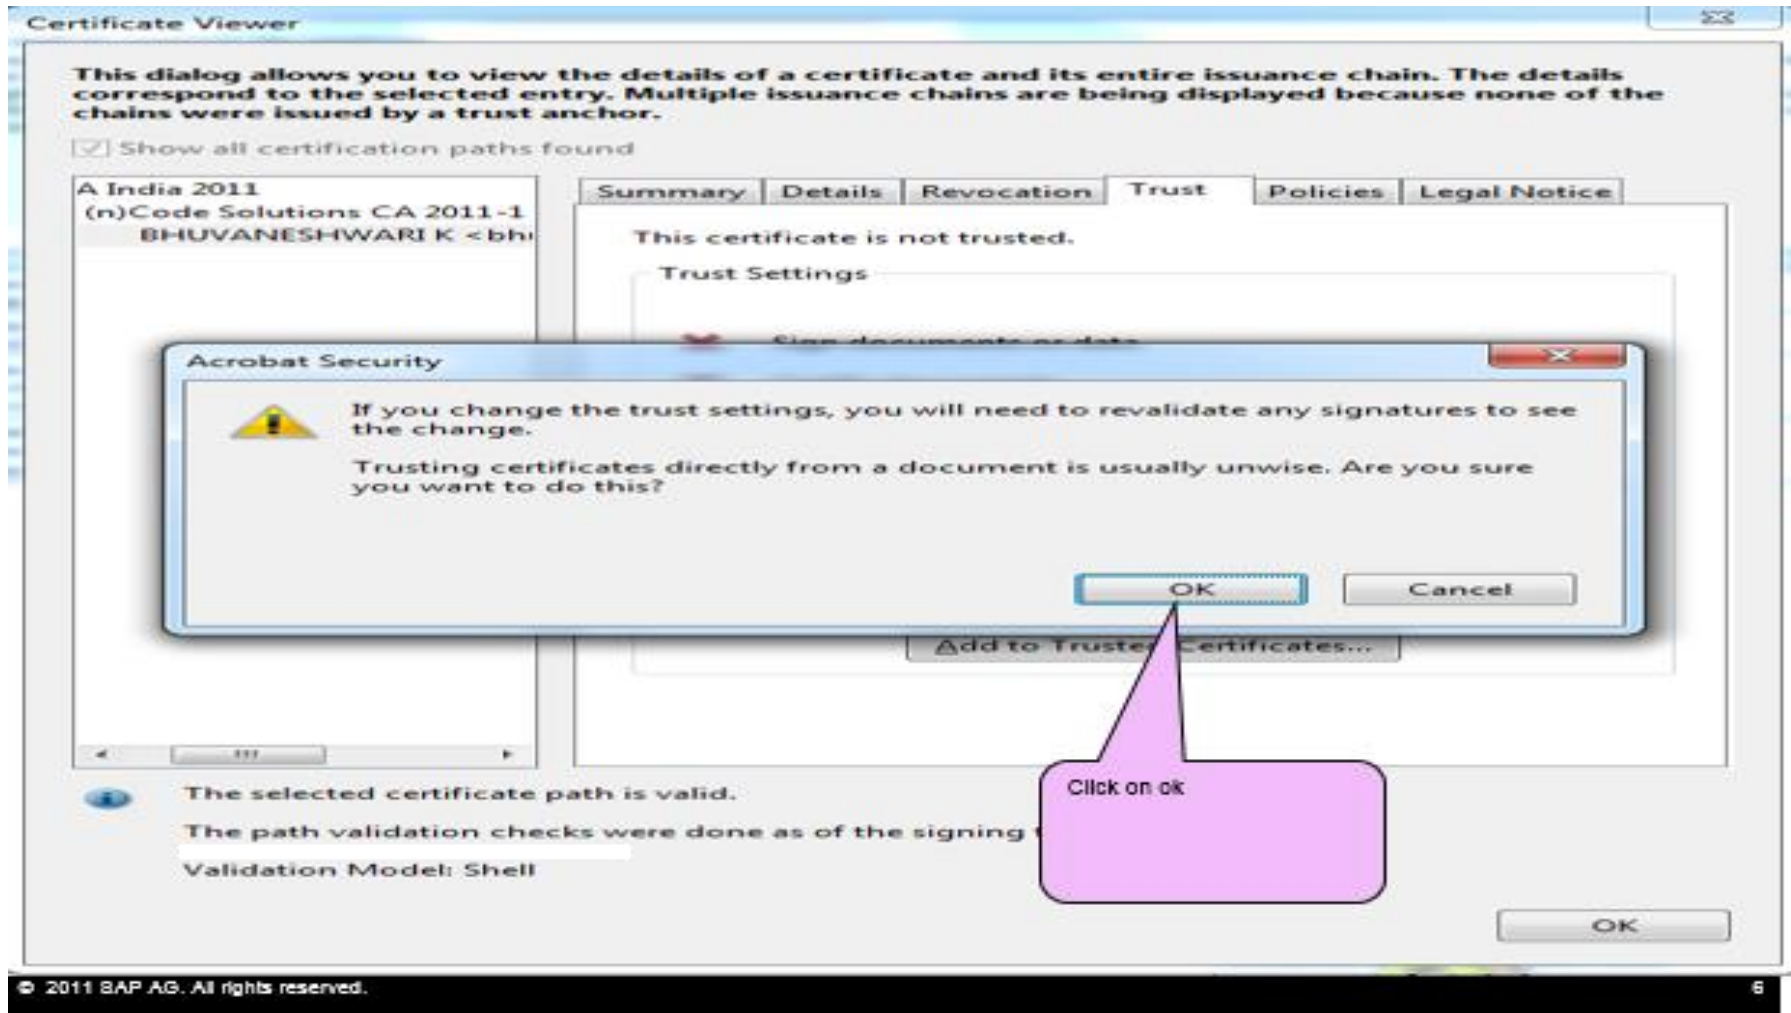 Certificate Viewer
This dialog allows you to view the details of a certificate and its entire issuance chain. The details
correspond to the selected entry. Multiple issuance chains are being displayed because none of the
chains were issued by a trust anchor.
Show all certification paths found
A India 2011
(n)Code Solutions CA 2011-1
BHUVANESHWARI K <bhu
Summary Details Revocation Trust Policies Legal Notice
This certificate is not trusted.
Trust Settings
Sign documents or data
Acrobat Security
If you change the trust settings, you will need to revalidate any signatures to see
the change.
Trusting certificates directly from a document is usually unwise. Are you sure
you want to do this?
OK Cancel
Add to Trusted Certificates...
Click on ok
The selected certificate path is valid.
The path validation checks were done as of the signing
Validation Model: Shell
OK
© 2011 SAP AG. All rights reserved. 6